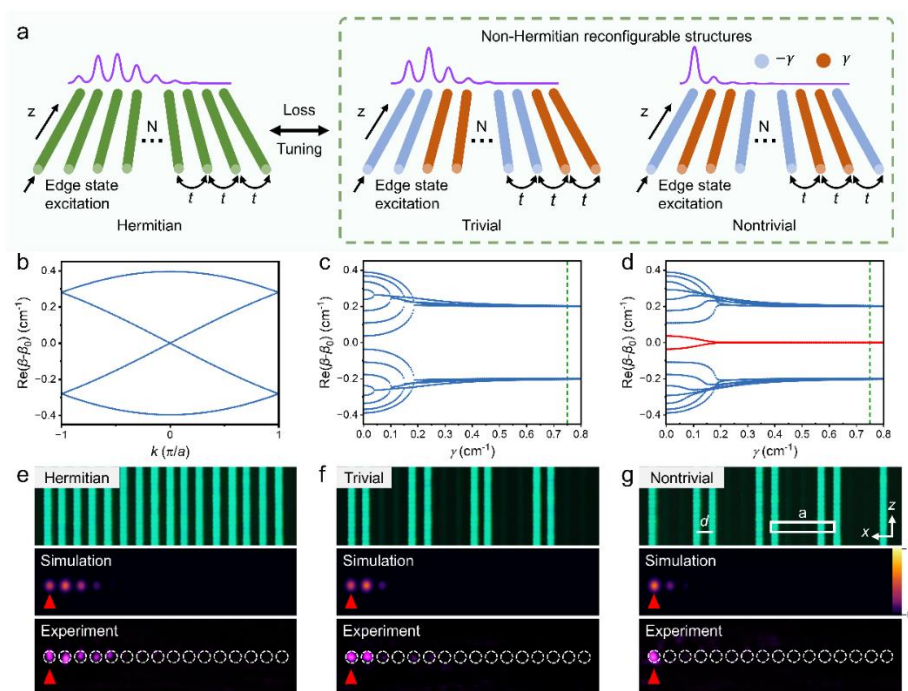 a
Non-Hermitian reconfigurable structures
−γ
γ
z
N
Loss
Tuning
z
N
z
N
Edge state
excitation
t
t
t
Edge state
excitation
t
t
t
Edge state
excitation
t
t
t
Hermitian
Trivial
Nontrivial
b
c
d
Re(β-β₀) (cm⁻¹)
0.4
0.2
0.0
−0.2
−0.4
−1
0
1
k (π/a)
Re(β-β₀) (cm⁻¹)
0.4
0.2
0.0
−0.2
−0.4
0.0 0.1 0.2 0.3 0.4 0.5 0.6 0.7 0.8
γ (cm⁻¹)
Re(β-β₀) (cm⁻¹)
0.4
0.2
0.0
−0.2
−0.4
0.0 0.1 0.2 0.3 0.4 0.5 0.6 0.7 0.8
γ (cm⁻¹)
e
Hermitian
Simulation
Experiment
f
Trivial
Simulation
Experiment
g
Nontrivial
d
a
z
x
Simulation
Experiment